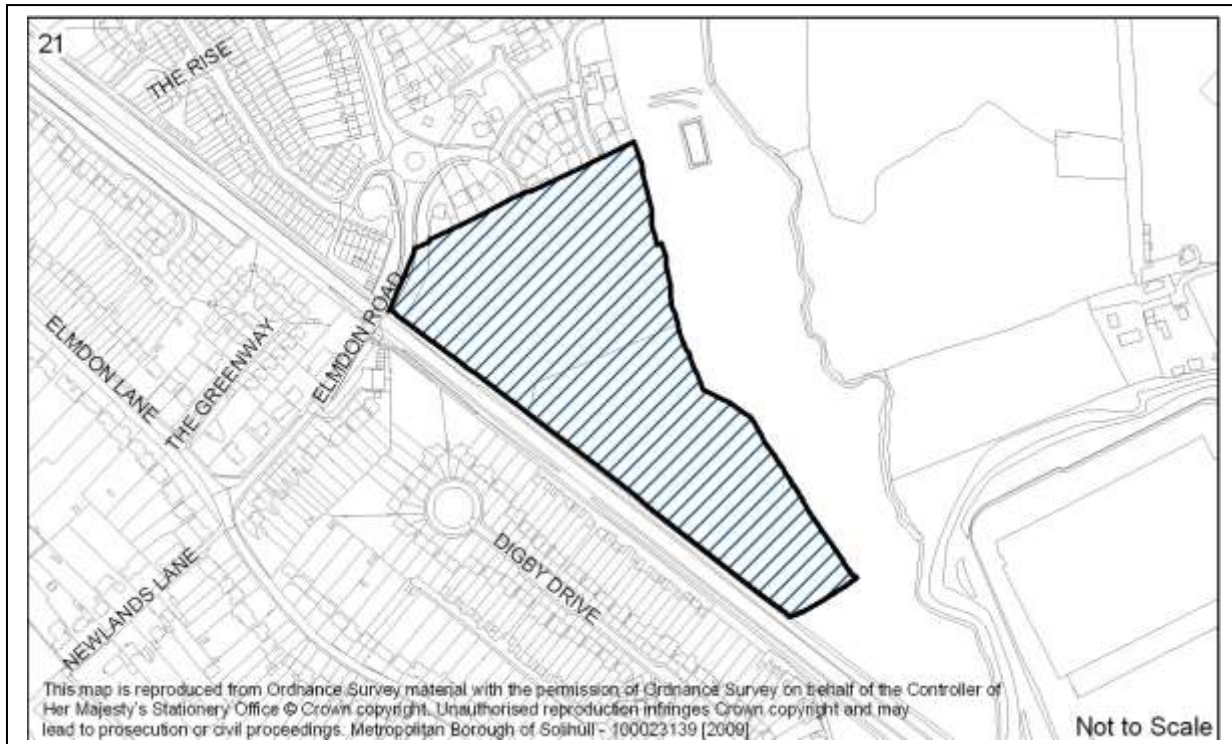 21
THE RISE
ELMDON ROAD
ELMDON LANE
THE GREENWAY
DIGBY DRIVE
NEWLANDS LANE
This map is reproduced from Ordnance Survey material with the permission of Ordnance Survey on behalf of the Controller of
Her Majesty's Stationery Office © Crown copyright. Unauthorised reproduction infringes Crown copyright and may
lead to prosecution or civil proceedings. Metropolitan Borough of Solihull - 100023139 [2009]
Not to Scale